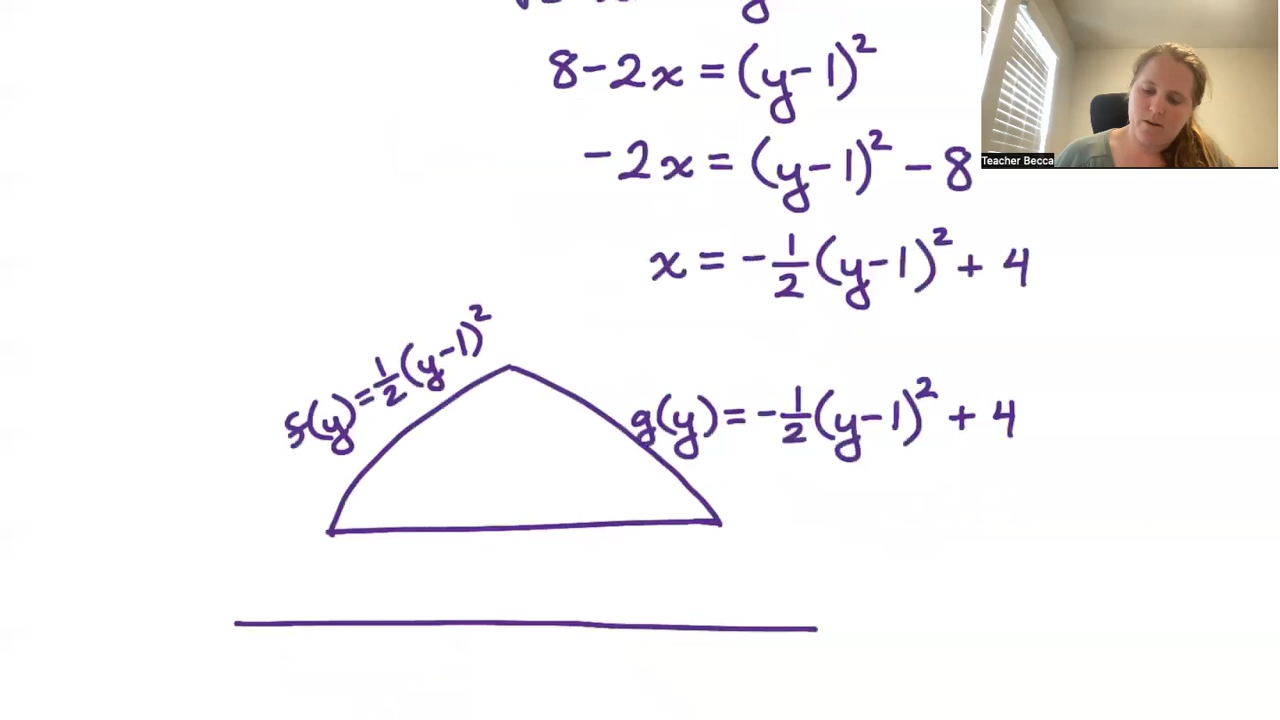 8-2x = (y-1)²
-2x = (y-1)² - 8
Teacher Becca
x = -1/2 (y-1)² + 4
f(y) = 1/2 (y-1)²
g(y) = -1/2 (y-1)² + 4